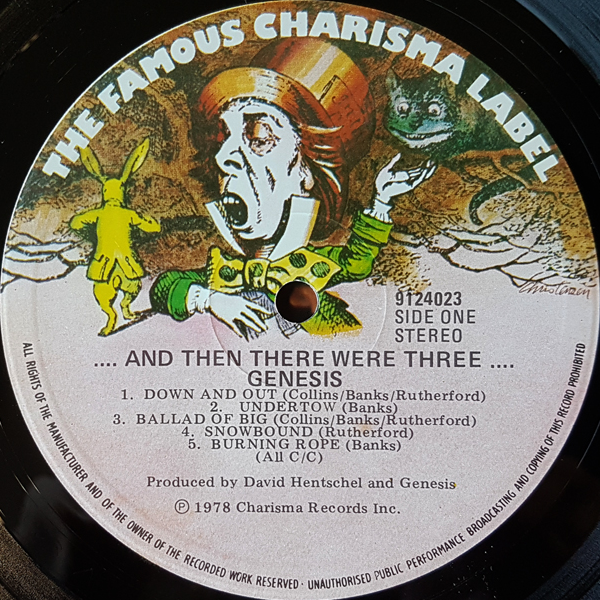 THE FAMOUS CHARISMA LABEL
Christensen
9124023
SIDE ONE
STEREO
.... AND THEN THERE WERE THREE ....
GENESIS
1. DOWN AND OUT (Collins/Banks/Rutherford)
2. UNDERTOW (Banks)
3. BALLAD OF BIG (Collins/Banks/Rutherford)
4. SNOWBOUND (Rutherford)
5. BURNING ROPE (Banks)
(All C/C)
Produced by David Hentschel and Genesis
Ⓟ 1978 Charisma Records Inc.
ALL RIGHTS OF THE MANUFACTURER AND OF THE OWNER OF THE RECORDED WORK RESERVED · UNAUTHORISED PUBLIC PERFORMANCE BROADCASTING AND COPYING OF THIS RECORD PROHIBITED